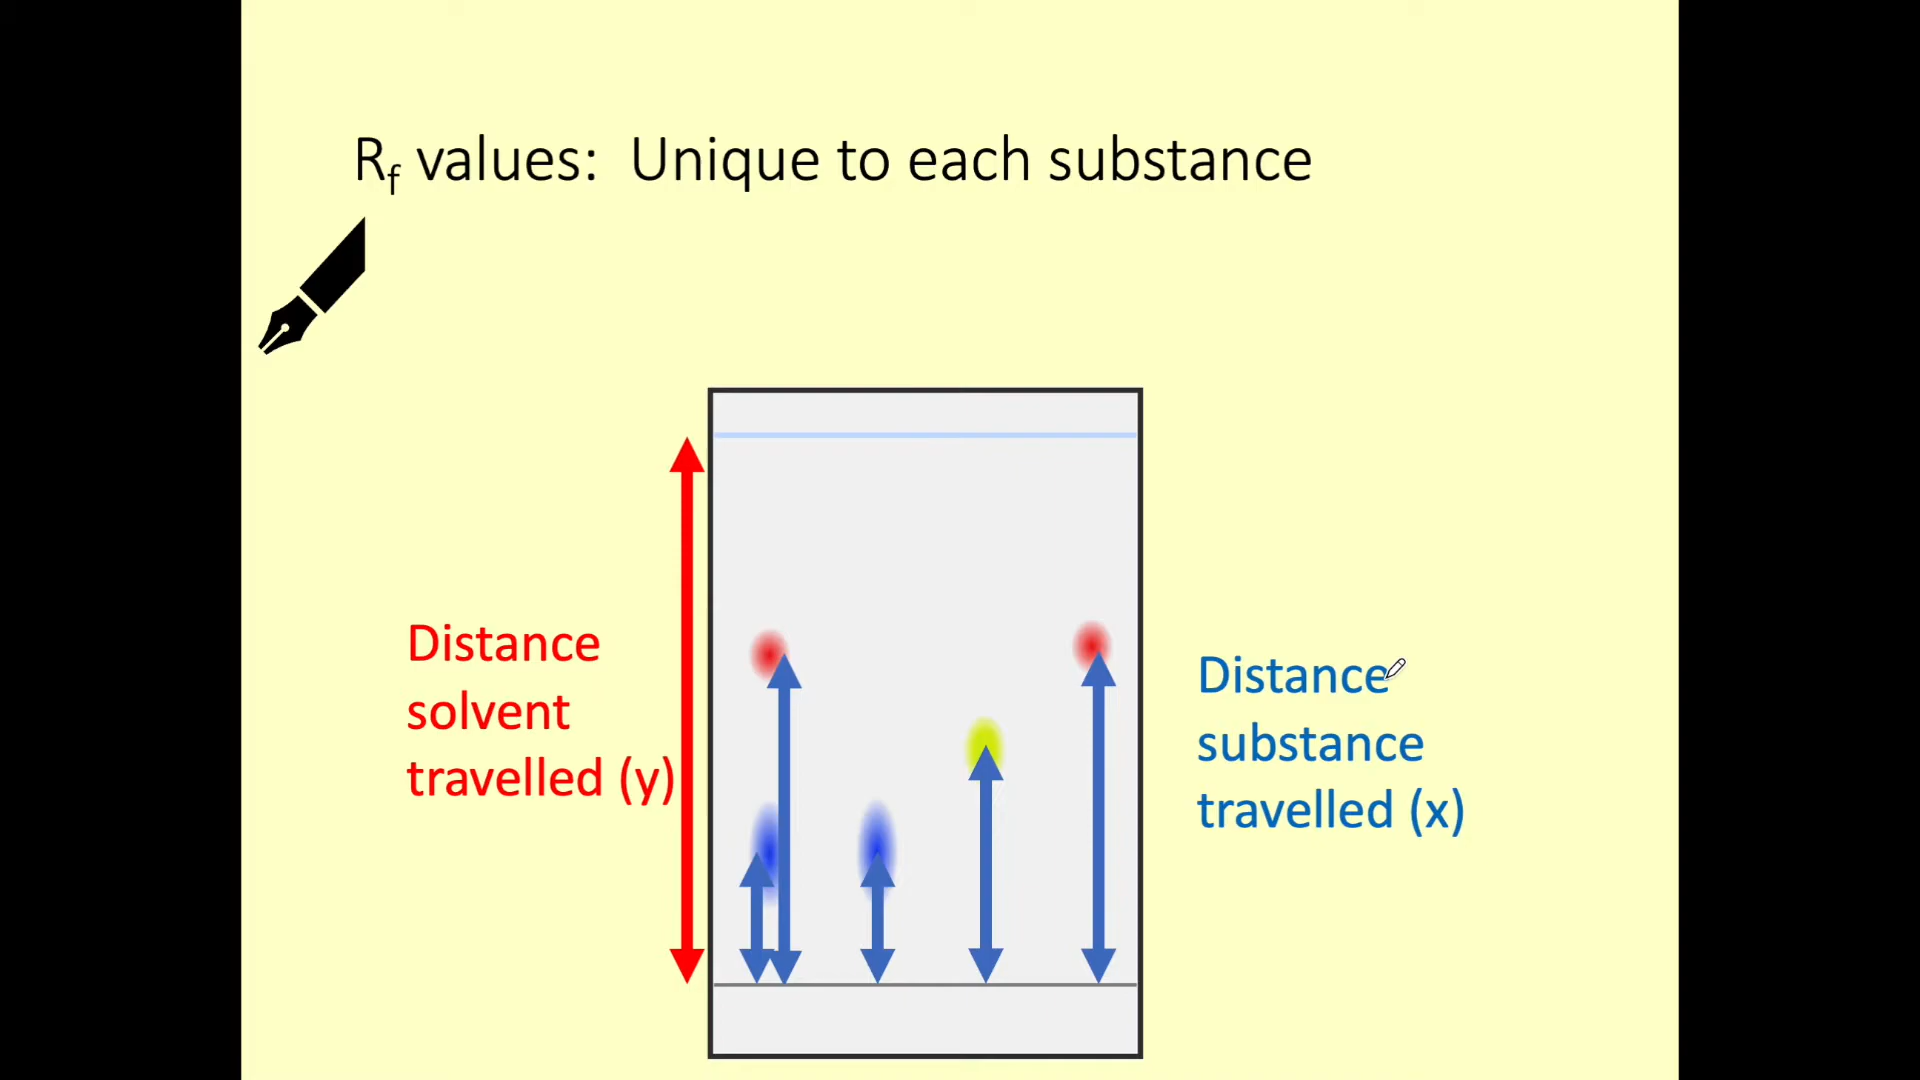 Rf values: Unique to each substance
Distance
solvent
travelled (y)
Distance
substance
travelled (x)